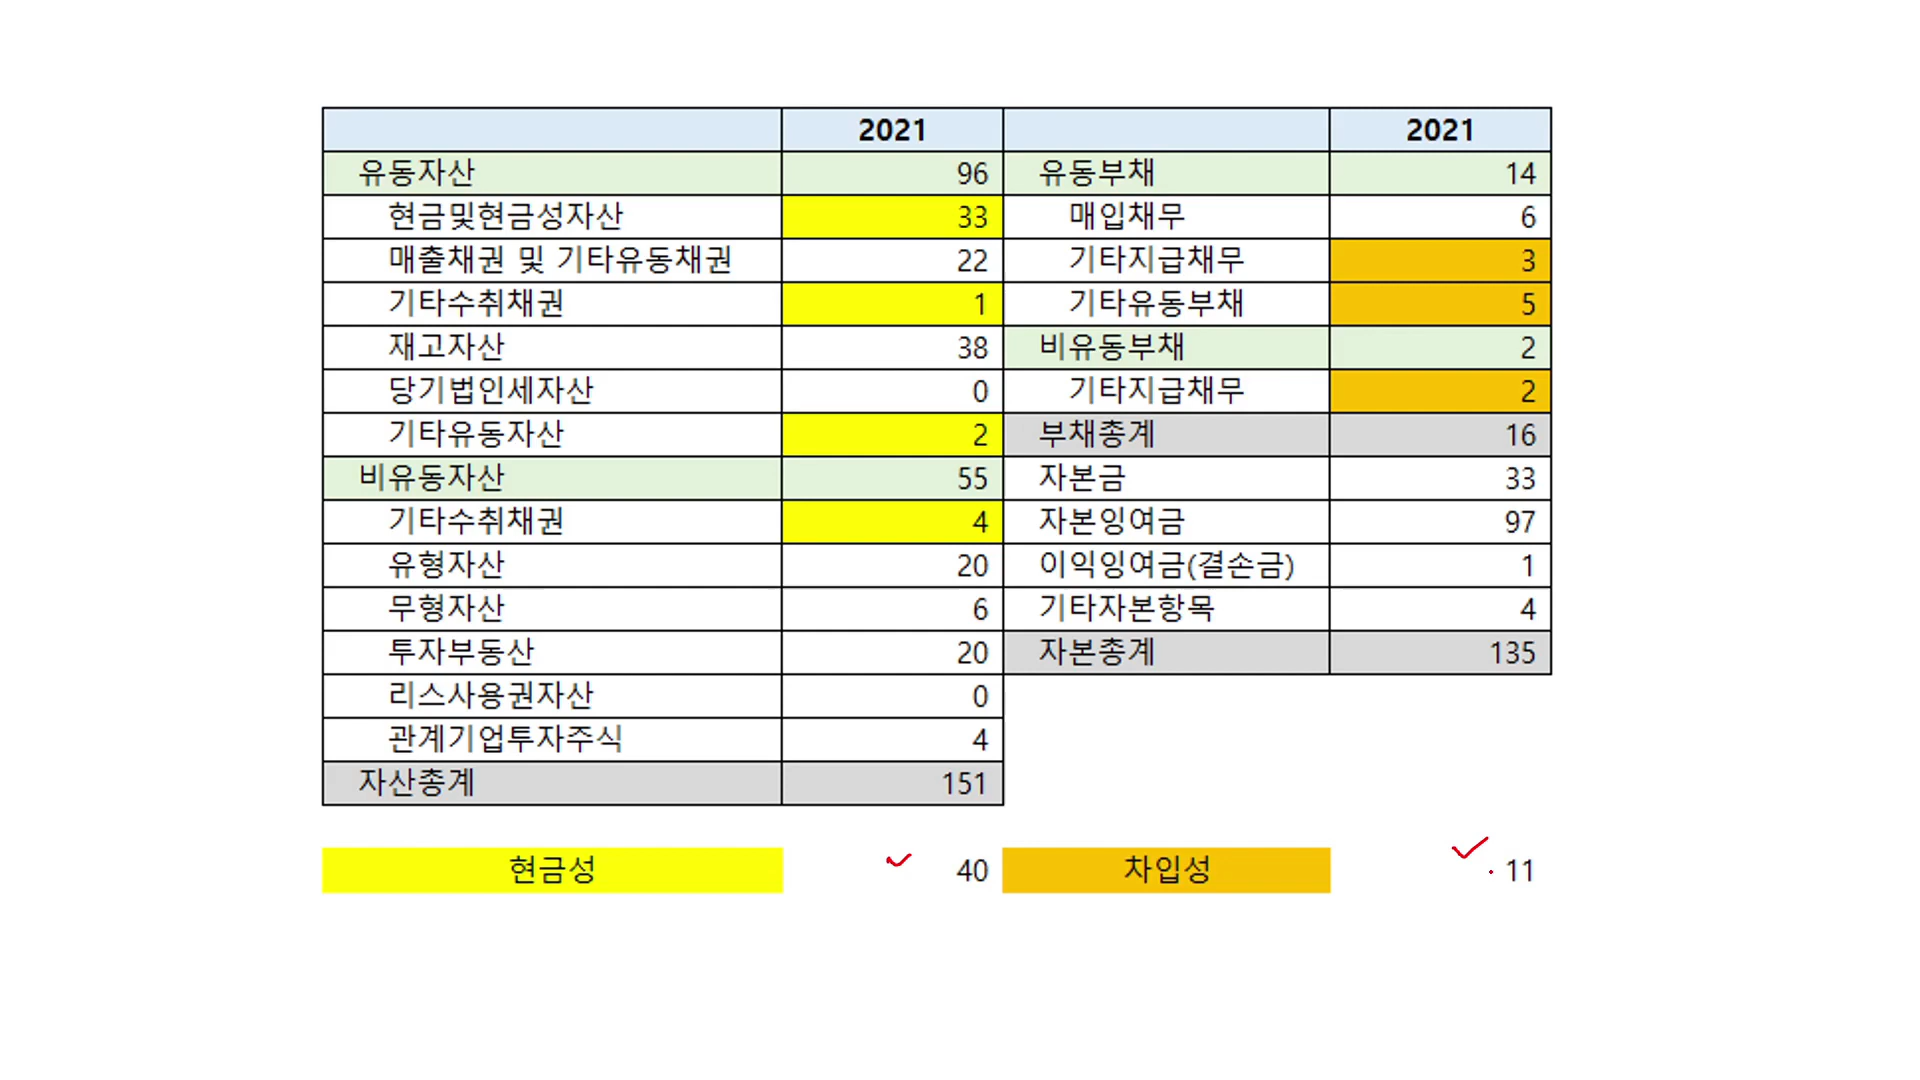 2021 2021
유동자산 96 유동부채 14
현금및현금성자산 33 매입채무 6
매출채권 및 기타유동채권 22 기타지급채무 3
기타수취채권 1 기타유동부채 5
재고자산 38 비유동부채 2
당기법인세자산 0 기타지급채무 2
기타유동자산 2 부채총계 16
비유동자산 55 자본금 33
기타수취채권 4 자본잉여금 97
유형자산 20 이익잉여금(결손금) 1
무형자산 6 기타자본항목 4
투자부동산 20 자본총계 135
리스사용권자산 0
관계기업투자주식 4
자산총계 151
현금성 40 차입성 11